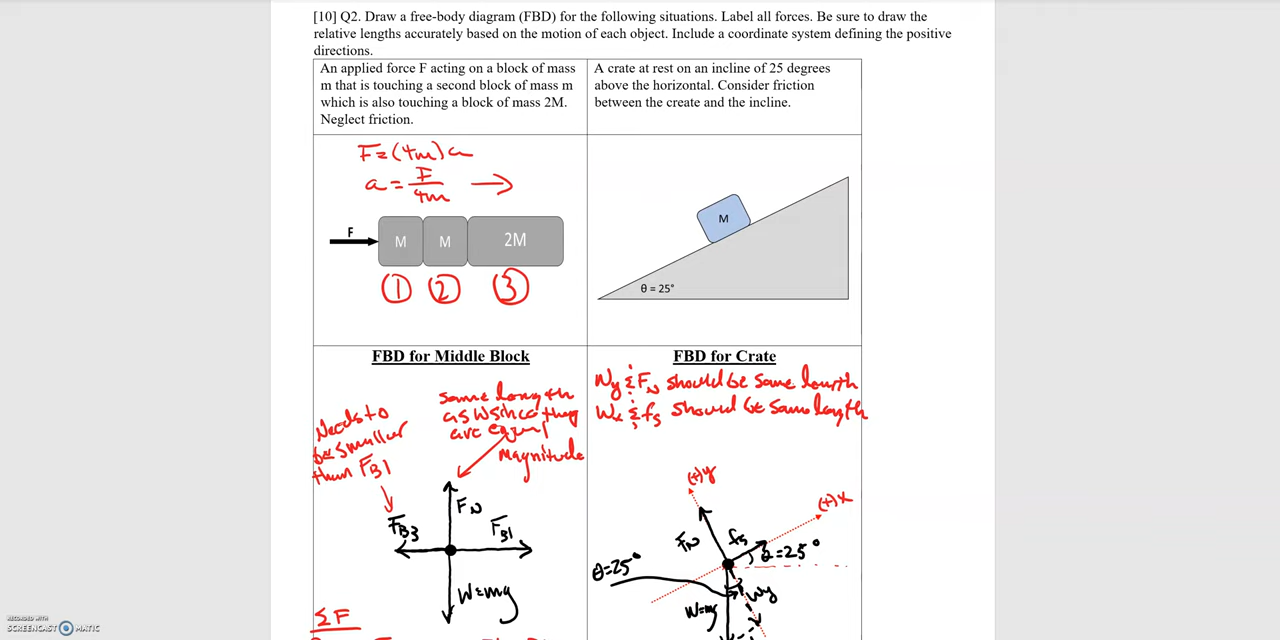 [10] Q2. Draw a free-body diagram (FBD) for the following situations. Label all forces. Be sure to draw the
relative lengths accurately based on the motion of each object. Include a coordinate system defining the positive
directions.
An applied force F acting on a block of mass
m that is touching a second block of mass m
which is also touching a block of mass 2M.
Neglect friction.
A crate at rest on an incline of 25 degrees
above the horizontal. Consider friction
between the create and the incline.
F=(4m)a
a = F/4m
F
M
M
2M
1
2
3
M
θ = 25°
FBD for Middle Block
same length
as W since they
are equal
magnitude
Needs to
be smaller
than FB1
FN
FB3
FB1
W=mg
ΣF
FBD for Crate
Wy & FN should be same length
Wx & fs should be same length
(+)y
(+)x
FN
fs
θ=25°
θ=25°
Wy
W=mg
RECORDED WITH
SCREENCAST MATIC